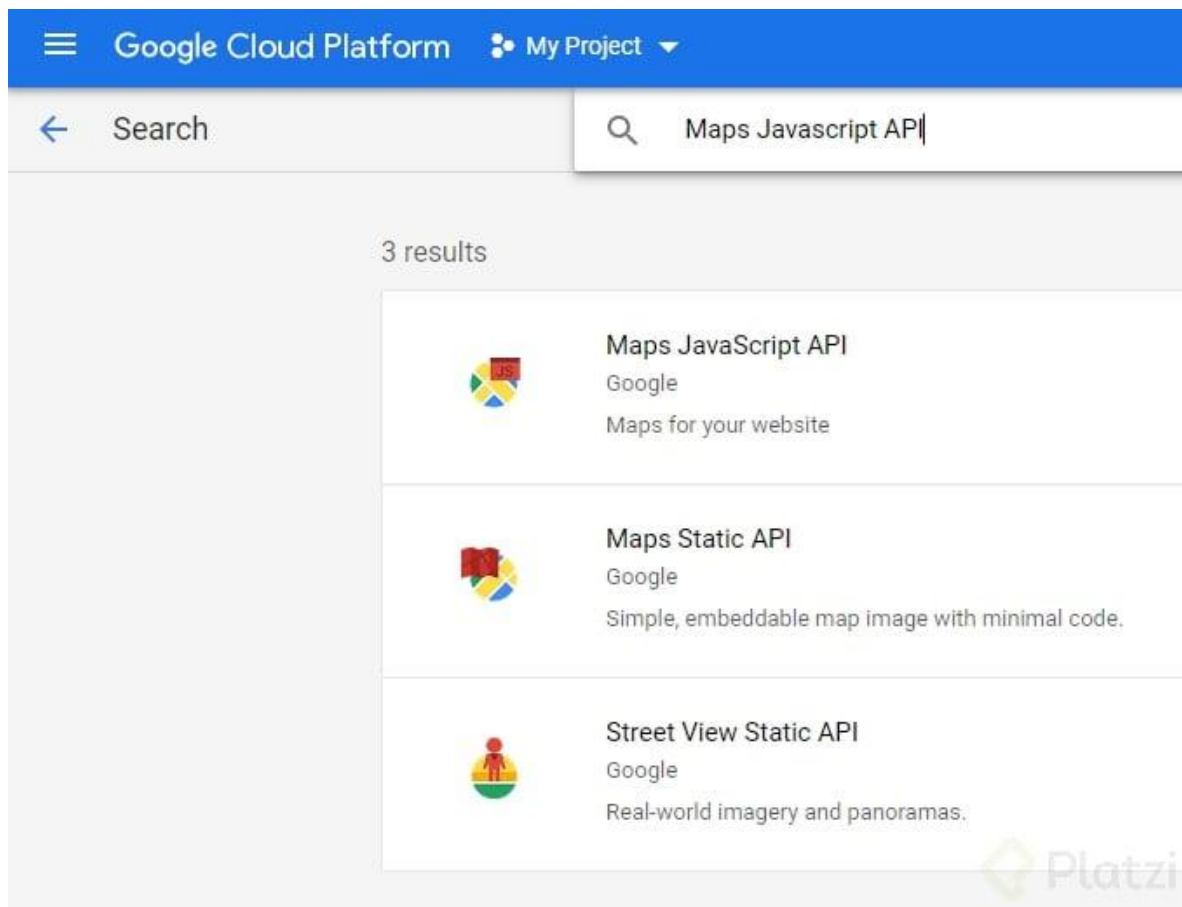 Google Cloud Platform My Project
Search
Maps Javascript API
3 results
JS
Maps JavaScript API
Google
Maps for your website
Maps Static API
Google
Simple, embeddable map image with minimal code.
Street View Static API
Google
Real-world imagery and panoramas.
Platzi